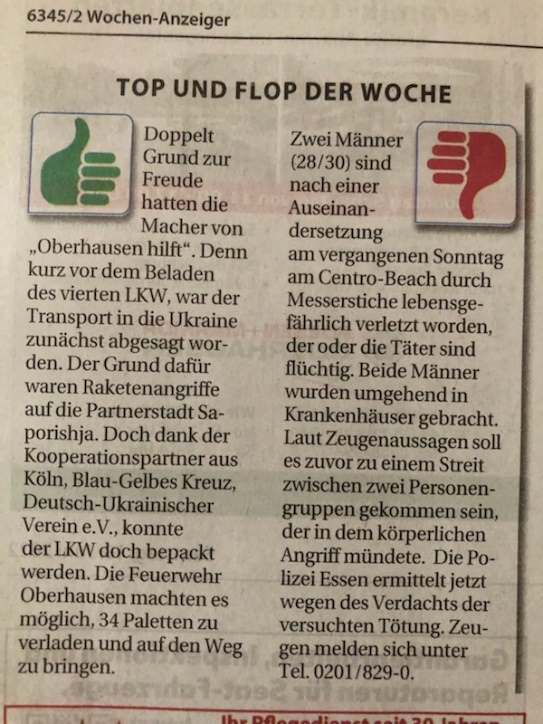 6345/2 Wochen-Anzeiger
TOP UND FLOP DER WOCHE
Doppelt
Grund zur
Freude
hatten die
Macher von
„Oberhausen hilft“. Denn
kurz vor dem Beladen
des vierten LKW, war der
Transport in die Ukraine
zunächst abgesagt wor-
den. Der Grund dafür
waren Raketenangriffe
auf die Partnerstadt Sa-
porishja. Doch dank der
Kooperationspartner aus
Köln, Blau-Gelbes Kreuz,
Deutsch-Ukrainischer
Verein e.V., konnte
der LKW doch bepackt
werden. Die Feuerwehr
Oberhausen machten es
möglich, 34 Paletten zu
verladen und auf den Weg
zu bringen.
Zwei Männer
(28/30) sind
nach einer
Auseinan-
dersetzung
am vergangenen Sonntag
am Centro-Beach durch
Messerstiche lebensge-
fährlich verletzt worden,
der oder die Täter sind
flüchtig. Beide Männer
wurden umgehend in
Krankenhäuser gebracht.
Laut Zeugenaussagen soll
es zuvor zu einem Streit
zwischen zwei Personen-
gruppen gekommen sein,
der in dem körperlichen
Angriff mündete. Die Po-
lizei Essen ermittelt jetzt
wegen des Verdachts der
versuchten Tötung. Zeu-
gen melden sich unter
Tel. 0201/829-0.
Ihr Pflegedienst seit 30 Jahren